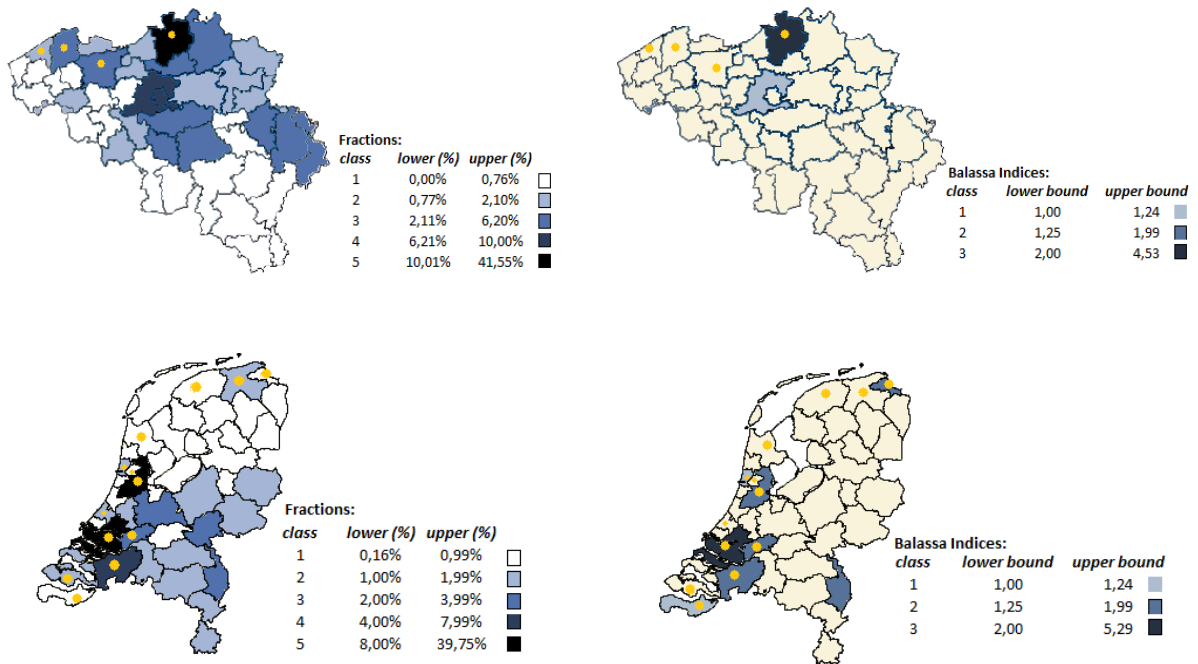 Fractions:
class lower (%) upper (%)
1 0,00% 0,76%
2 0,77% 2,10%
3 2,11% 6,20%
4 6,21% 10,00%
5 10,01% 41,55%
Balassa Indices:
class lower bound upper bound
1 1,00 1,24
2 1,25 1,99
3 2,00 4,53
Fractions:
class lower (%) upper (%)
1 0,16% 0,99%
2 1,00% 1,99%
3 2,00% 3,99%
4 4,00% 7,99%
5 8,00% 39,75%
Balassa Indices:
class lower bound upper bound
1 1,00 1,24
2 1,25 1,99
3 2,00 5,29